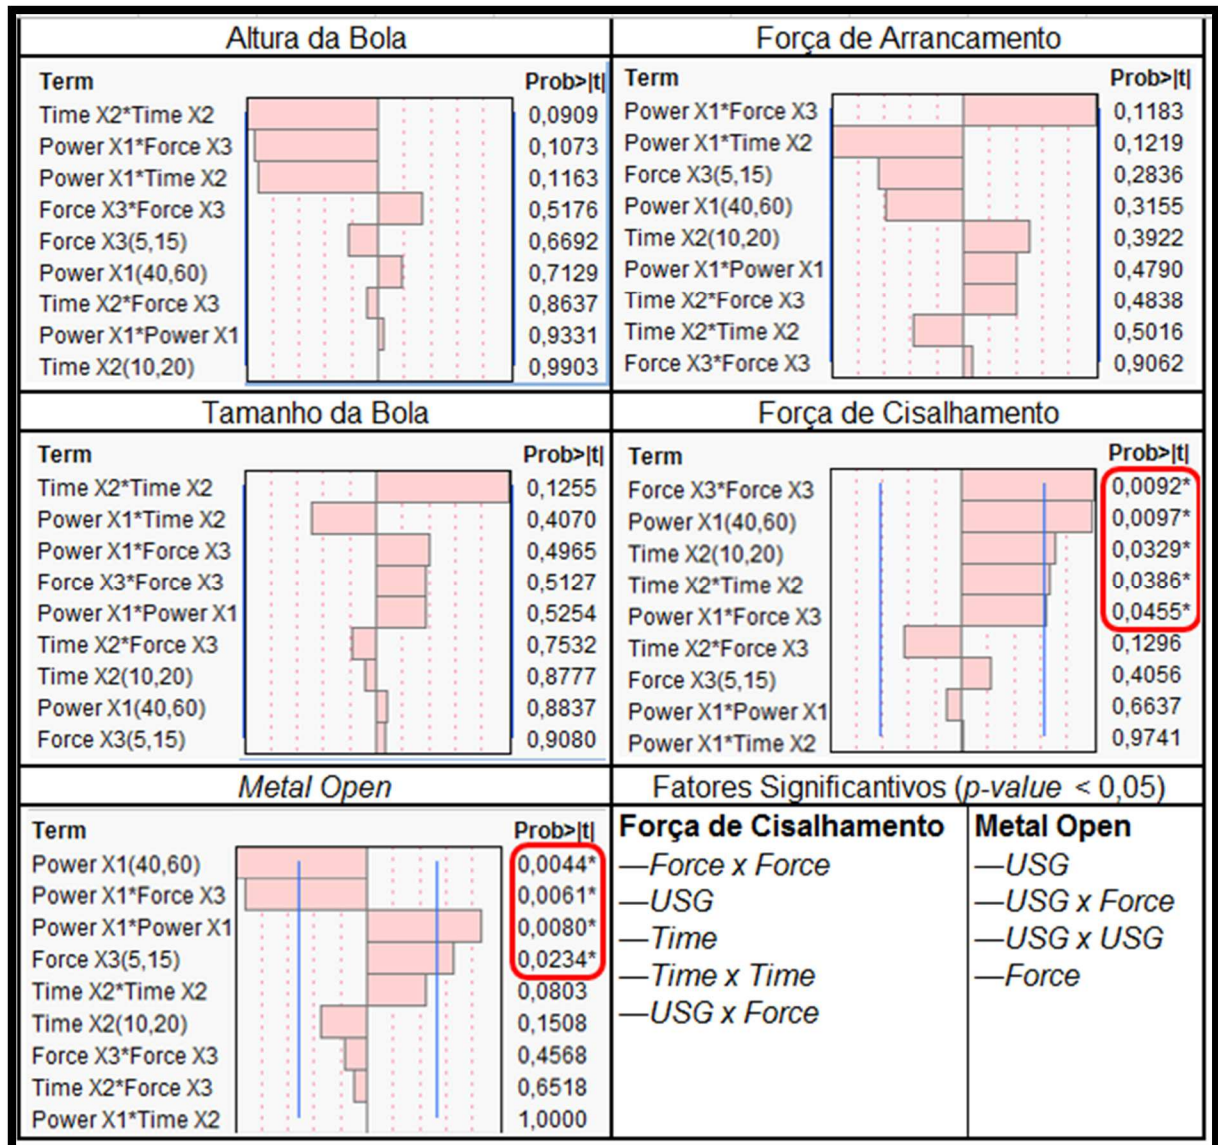 Altura da Bola
Term Prob>|t|
Time X2*Time X2 0,0909
Power X1*Force X3 0,1073
Power X1*Time X2 0,1163
Force X3*Force X3 0,5176
Force X3(5,15) 0,6692
Power X1(40,60) 0,7129
Time X2*Force X3 0,8637
Power X1*Power X1 0,9331
Time X2(10,20) 0,9903
Força de Arrancamento
Term Prob>|t|
Power X1*Force X3 0,1183
Power X1*Time X2 0,1219
Force X3(5,15) 0,2836
Power X1(40,60) 0,3155
Time X2(10,20) 0,3922
Power X1*Power X1 0,4790
Time X2*Force X3 0,4838
Time X2*Time X2 0,5016
Force X3*Force X3 0,9062
Tamanho da Bola
Term Prob>|t|
Time X2*Time X2 0,1255
Power X1*Time X2 0,4070
Power X1*Force X3 0,4965
Force X3*Force X3 0,5127
Power X1*Power X1 0,5254
Time X2*Force X3 0,7532
Time X2(10,20) 0,8777
Power X1(40,60) 0,8837
Force X3(5,15) 0,9080
Força de Cisalhamento
Term Prob>|t|
Force X3*Force X3 0,0092*
Power X1(40,60) 0,0097*
Time X2(10,20) 0,0329*
Time X2*Time X2 0,0386*
Power X1*Force X3 0,0455*
Time X2*Force X3 0,1296
Force X3(5,15) 0,4056
Power X1*Power X1 0,6637
Power X1*Time X2 0,9741
Metal Open
Term Prob>|t|
Power X1(40,60) 0,0044*
Power X1*Force X3 0,0061*
Power X1*Power X1 0,0080*
Force X3(5,15) 0,0234*
Time X2*Time X2 0,0803
Time X2(10,20) 0,1508
Force X3*Force X3 0,4568
Time X2*Force X3 0,6518
Power X1*Time X2 1,0000
Fatores Significantivos (p-value < 0,05)
Força de Cisalhamento
—Force x Force
—USG
—Time
—Time x Time
—USG x Force
Metal Open
—USG
—USG x Force
—USG x USG
—Force